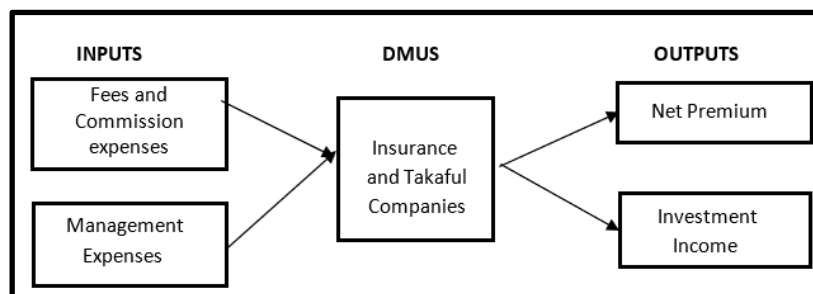 INPUTS
DMUS
OUTPUTS
Fees and
Commission
expenses
Management
Expenses
Insurance
and Takaful
Companies
Net Premium
Investment
Income